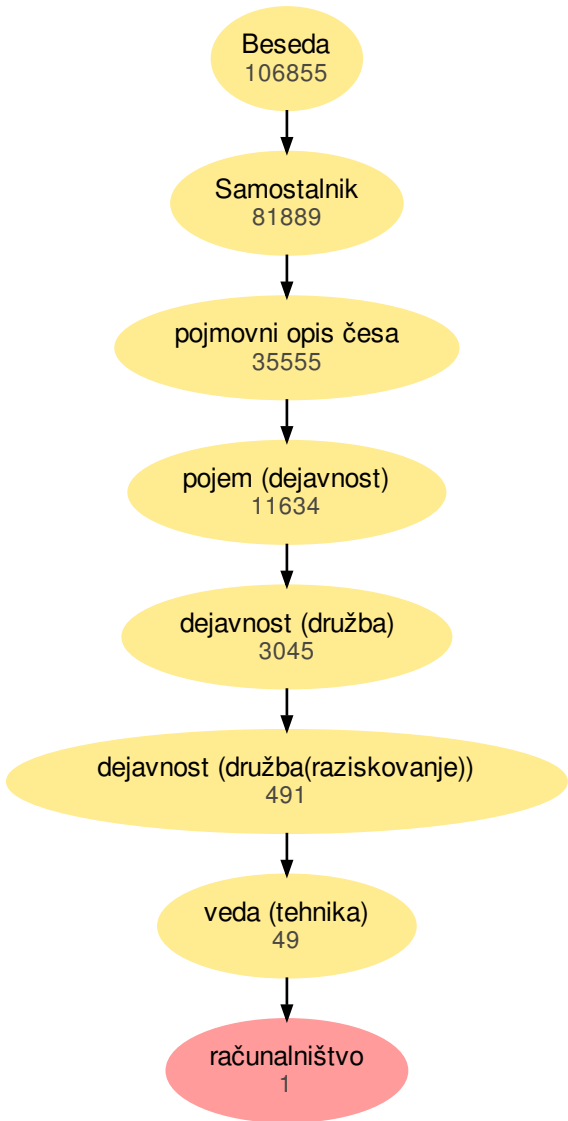 Beseda
106855
Samostalnik
81889
pojmovni opis česa
35555
pojem (dejavnost)
11634
dejavnost (družba)
3045
dejavnost (družba(raziskovanje))
491
veda (tehnika)
49
računalništvo
1